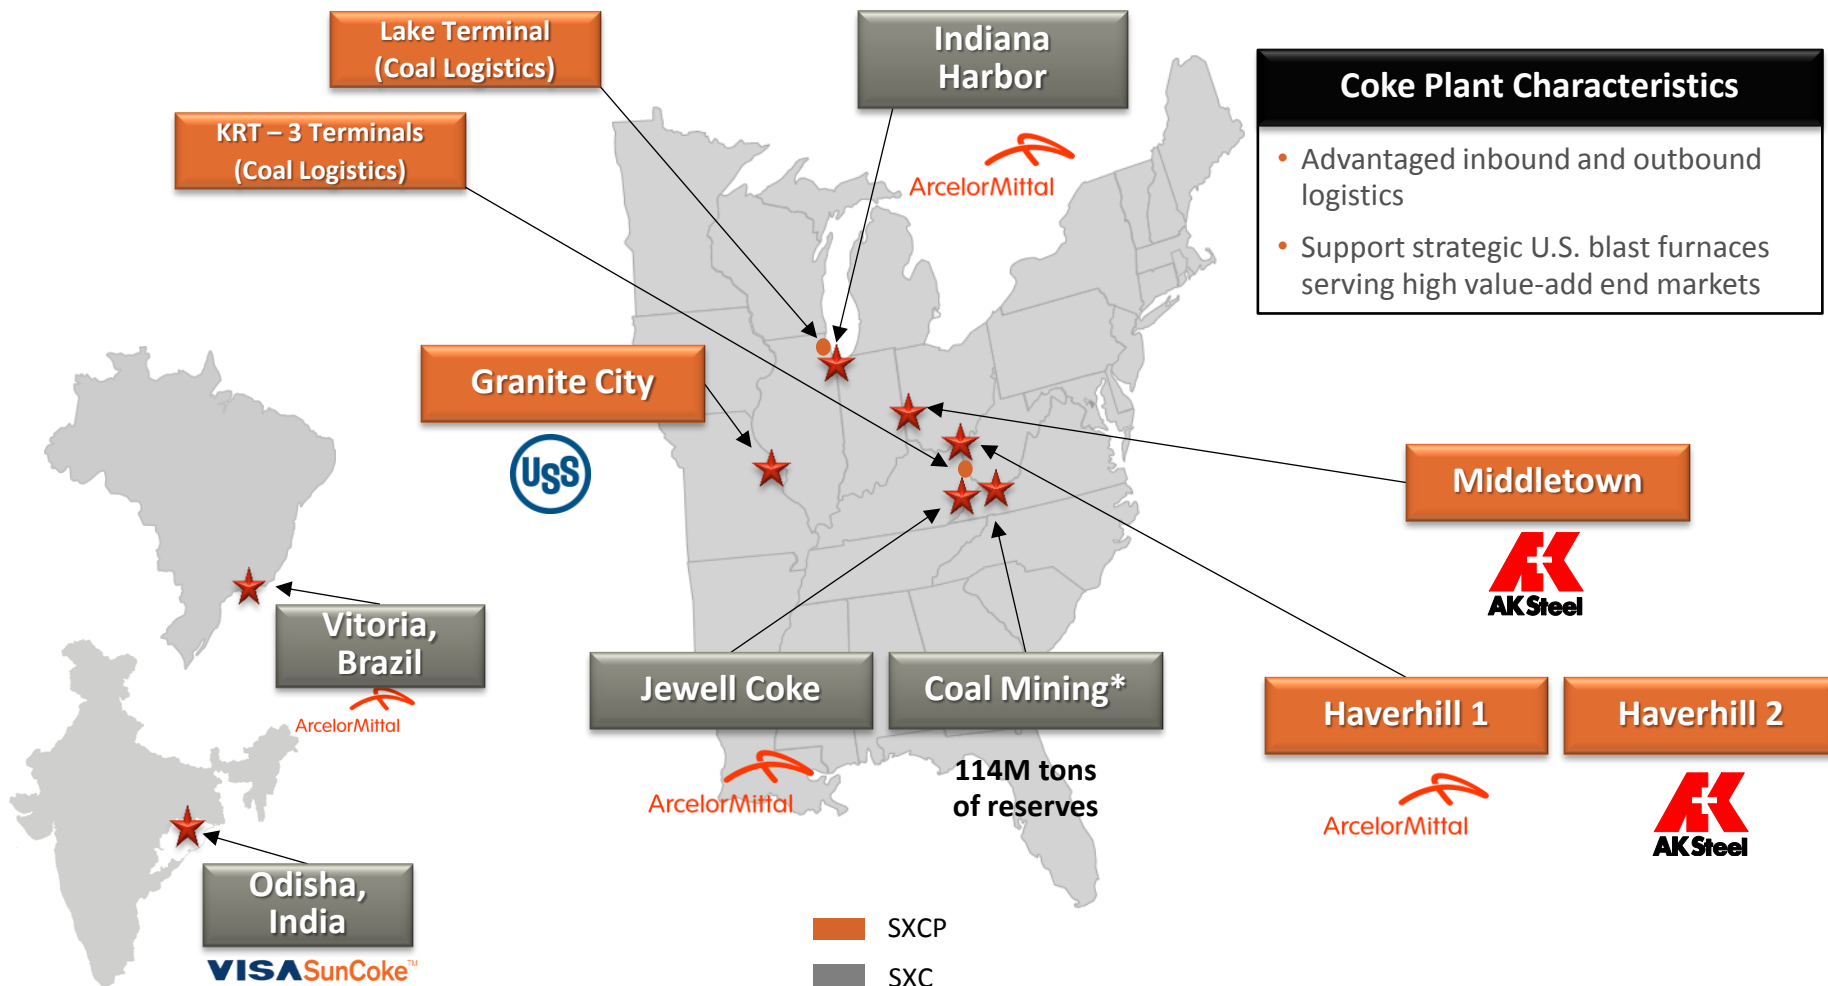 Lake Terminal
(Coal Logistics)
Indiana
Harbor
Coke Plant Characteristics
KRT – 3 Terminals
(Coal Logistics)
ArcelorMittal
• Advantaged inbound and outbound
logistics
• Support strategic U.S. blast furnaces
serving high value-add end markets
Granite City
USS
Middletown
AK Steel
Vitoria,
Brazil
ArcelorMittal
Jewell Coke
ArcelorMittal
Coal Mining*
114M tons
of reserves
Haverhill 1
ArcelorMittal
Haverhill 2
AK Steel
Odisha,
India
VISA SunCoke™
SXCP
SXC